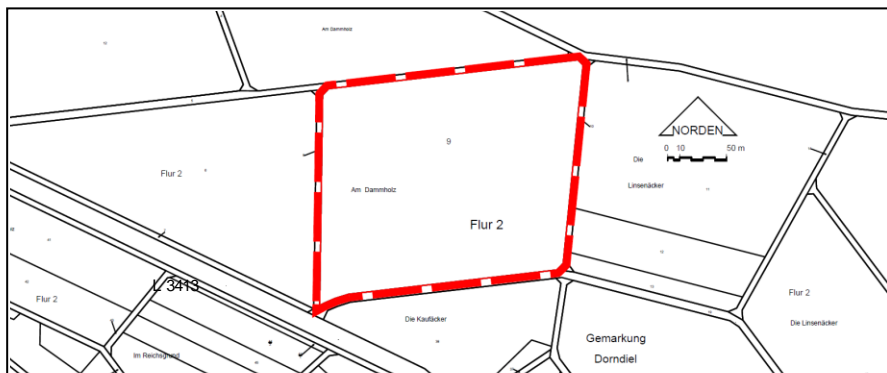 Am Dammholz
9
NORDEN
0 10 50 m
Die
Linsenäcker
Flur 2
Am Dammholz
Flur 2
L 3413
Flur 2
Flur 2
Die Kautäcker
Die Linsenäcker
Gemarkung
Dorndiel
Im Reichsgrund